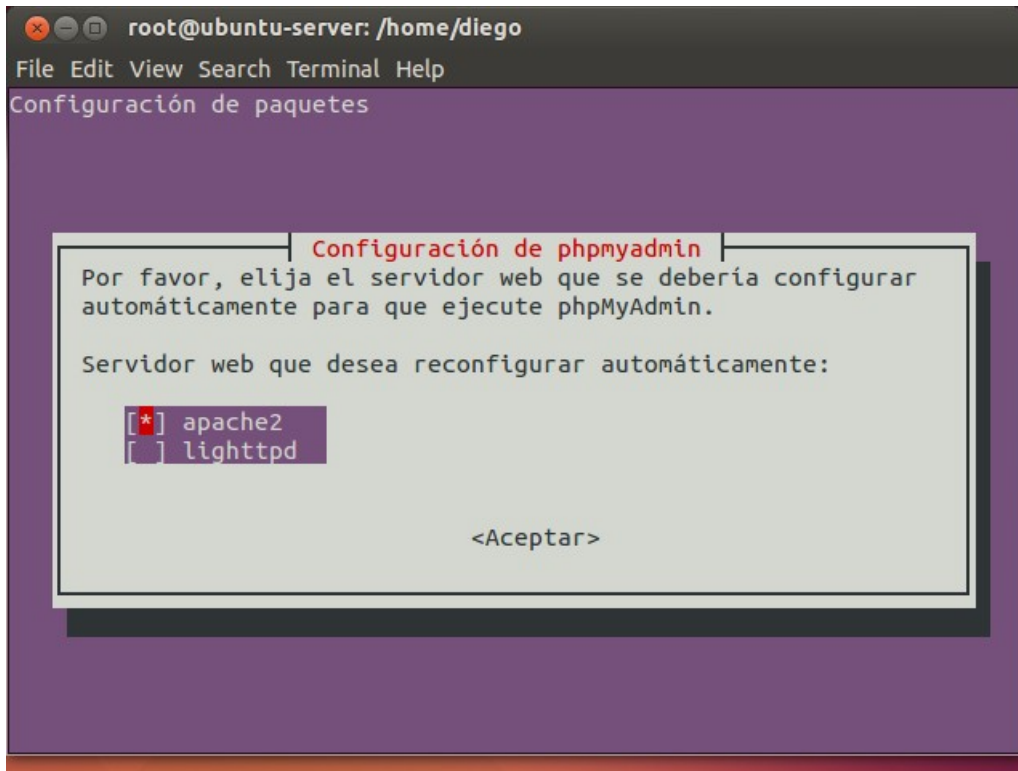 root@ubuntu-server: /home/diego
File Edit View Search Terminal Help
Configuración de paquetes
Configuración de phpmyadmin
Por favor, elija el servidor web que se debería configurar
automáticamente para que ejecute phpMyAdmin.
Servidor web que desea reconfigurar automáticamente:
[*] apache2
[ ] lighttpd
<Aceptar>